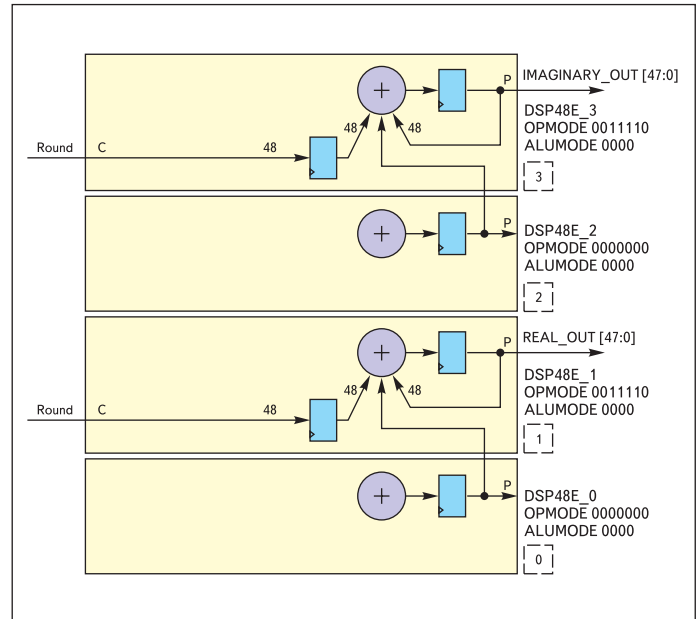 IMAGINARY_OUT [47:0]
P
DSP48E_3
OPMODE 0011110
ALUMODE 0000
48
48
Round
C
48
3
P
DSP48E_2
OPMODE 0000000
ALUMODE 0000
2
REAL_OUT [47:0]
P
DSP48E_1
OPMODE 0011110
ALUMODE 0000
48
48
Round
C
48
1
P
DSP48E_0
OPMODE 0000000
ALUMODE 0000
0